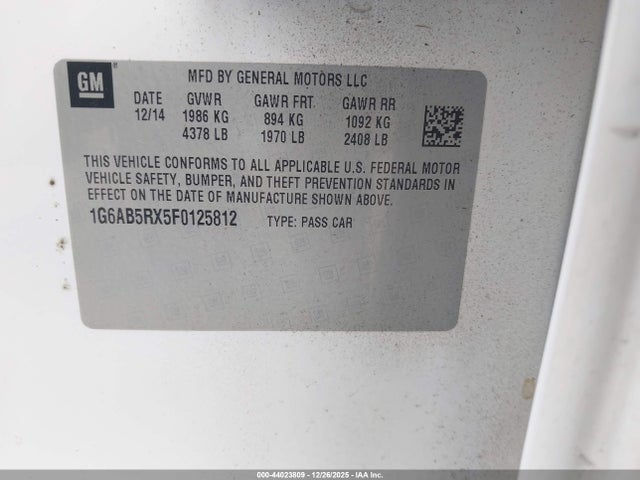 GM
MFD BY GENERAL MOTORS LLC
DATE GVWR GAWR FRT GAWR RR
12/14 1986 KG 894 KG 1092 KG
4378 LB 1970 LB 2408 LB
THIS VEHICLE CONFORMS TO ALL APPLICABLE U.S. FEDERAL MOTOR
VEHICLE SAFETY, BUMPER, AND THEFT PREVENTION STANDARDS IN
EFFECT ON THE DATE OF MANUFACTURE SHOWN ABOVE.
1G6AB5RX5F0125812 TYPE: PASS CAR
000-44023809 - 12/26/2025 - IAA Inc.